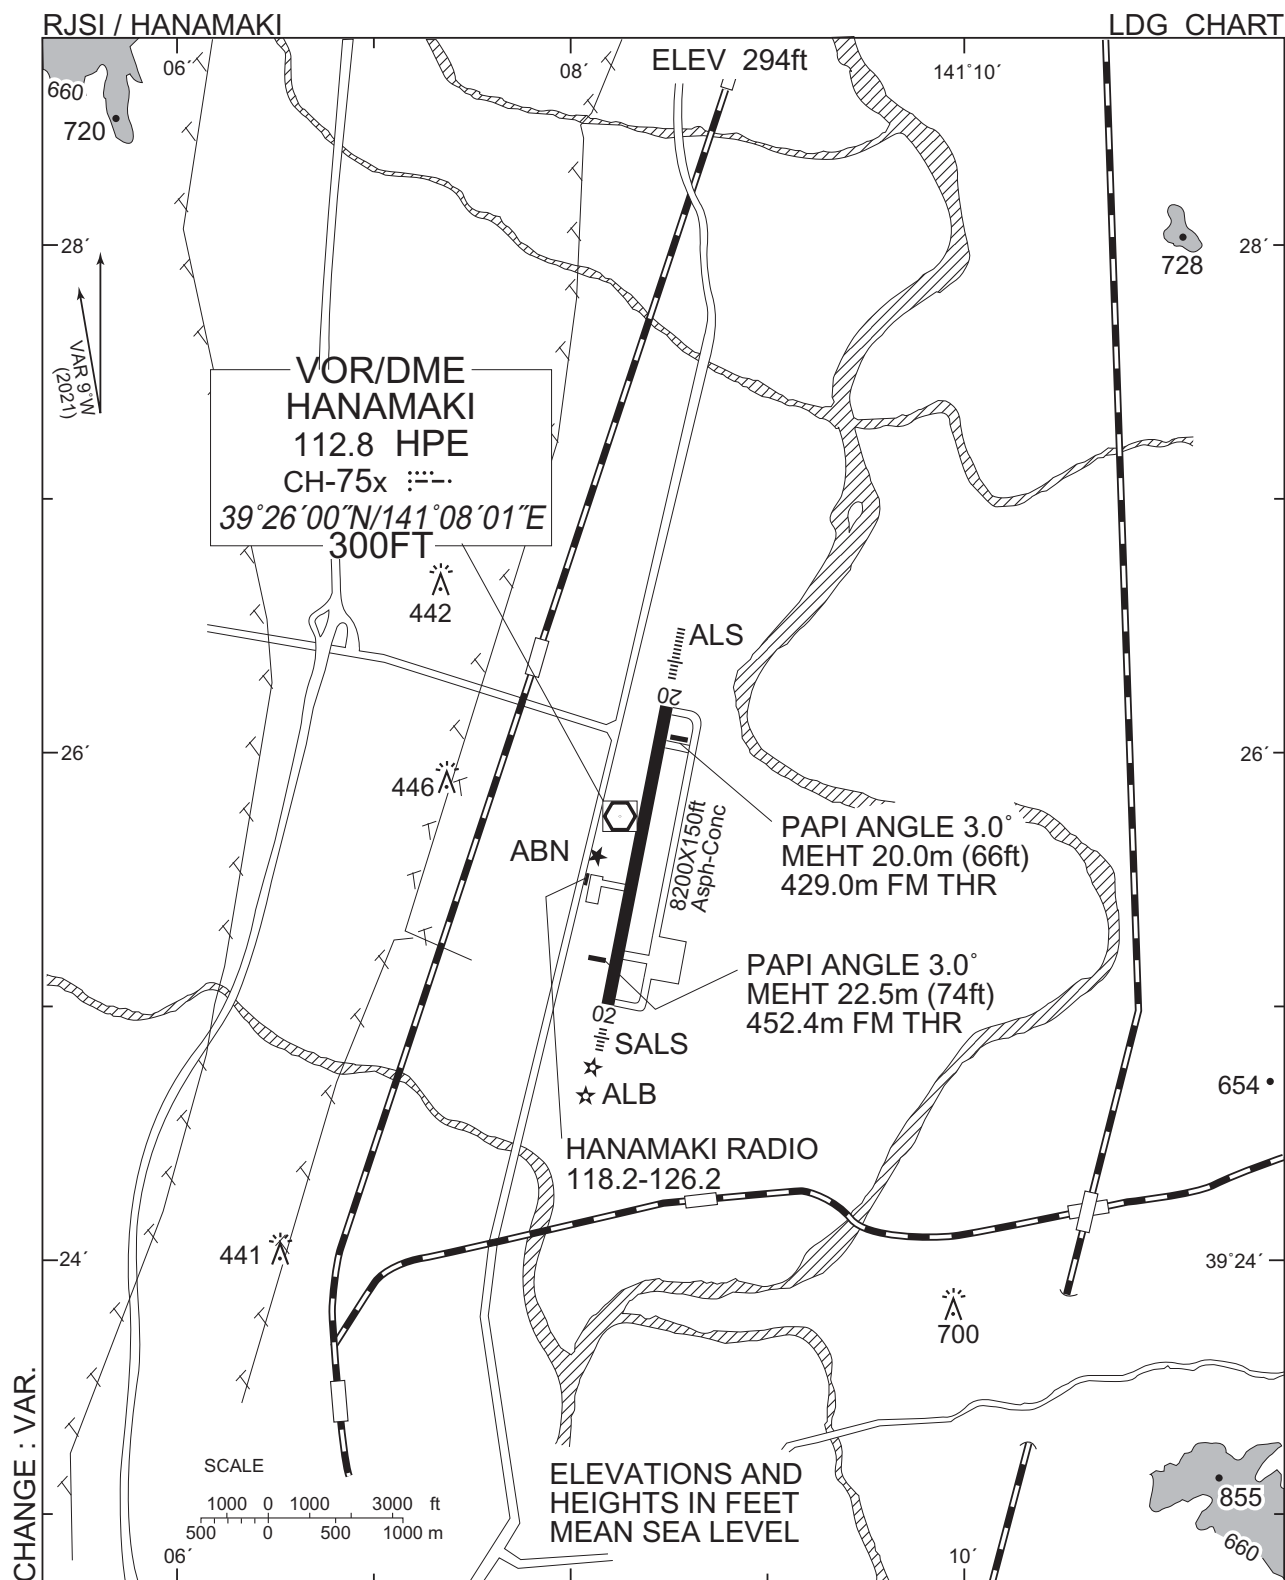 RJSI / HANAMAKI
LDG CHART
06´
08´
ELEV 294ft
141°10´
660
720
28´
28´
728
VAR 9°W
(2021)
VOR/DME
HANAMAKI
112.8 HPE
CH-75x
39°26´00˝N/141°08´01˝E
300FT
442
ALS
20
26´
26´
446
8200X150ft
Asph-Conc
PAPI ANGLE 3.0°
MEHT 20.0m (66ft)
429.0m FM THR
ABN
PAPI ANGLE 3.0°
MEHT 22.5m (74ft)
452.4m FM THR
02
SALS
ALB
654
HANAMAKI RADIO
118.2-126.2
441
24´
39°24´
700
CHANGE : VAR.
SCALE
1000 0 1000 3000 ft
500 0 500 1000 m
ELEVATIONS AND
HEIGHTS IN FEET
MEAN SEA LEVEL
855
660
06´
10´